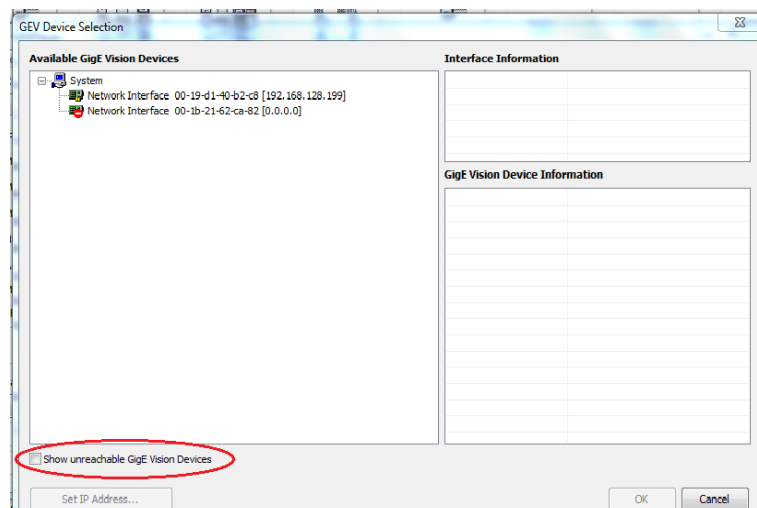 GEV Device Selection
Available GigE Vision Devices
Interface Information
System
Network Interface 00-19-d1-40-b2-c8 [192.168.128.199]
Network Interface 00-1b-21-62-ca-82 [0.0.0.0]
GigE Vision Device Information
Show unreachable GigE Vision Devices
Set IP Address...
OK
Cancel